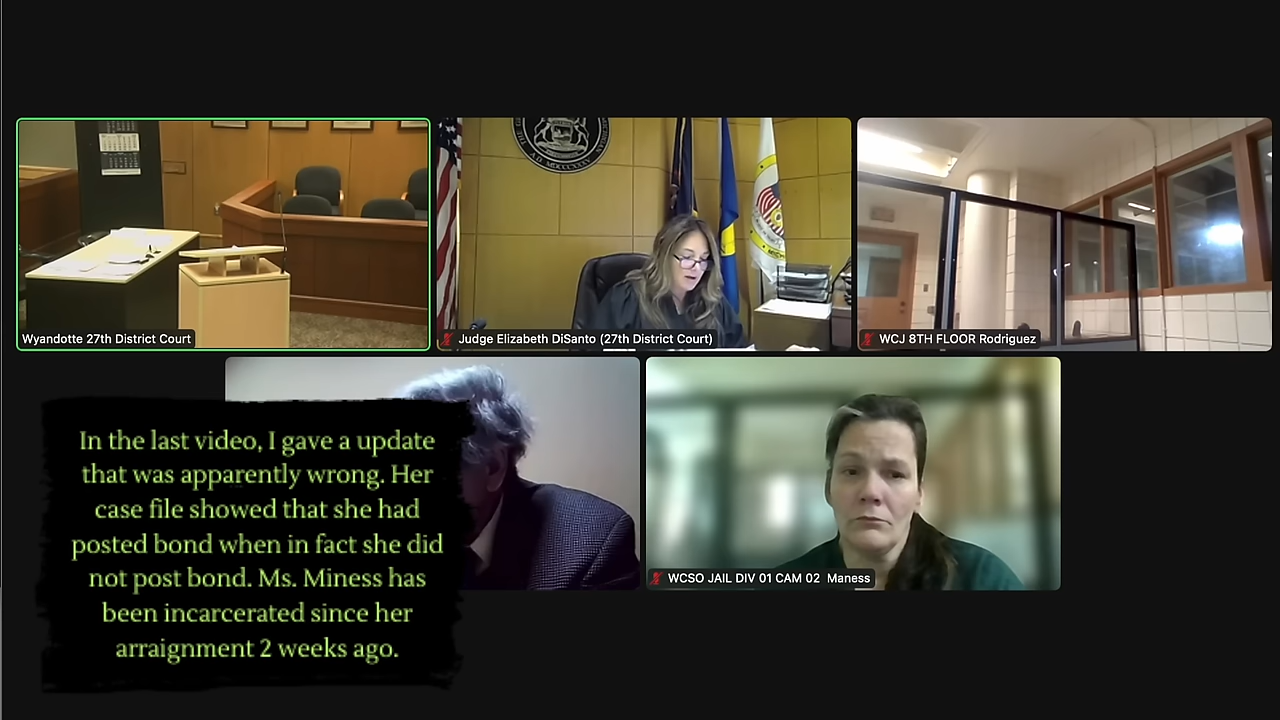 Wyandotte 27th District Court
Judge Elizabeth DiSanto (27th District Court)
WCJ 8TH FLOOR Rodriguez
In the last video, I gave a update
that was apparently wrong. Her
case file showed that she had
posted bond when in fact she did
not post bond. Ms. Miness has
been incarcerated since her
arraignment 2 weeks ago.
WCSO JAIL DIV 01 CAM 02 Maness